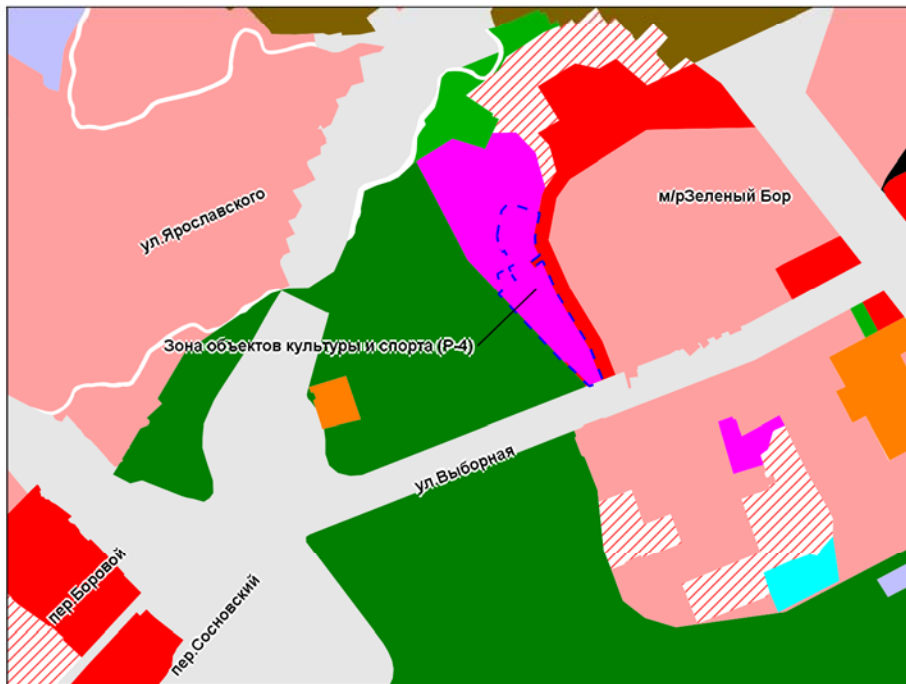 ул.Ярославского
м/рЗеленый Бор
Зона объектов культуры и спорта (Р-4)
ул.Выборная
пер.Боровой
пер.Сосновский